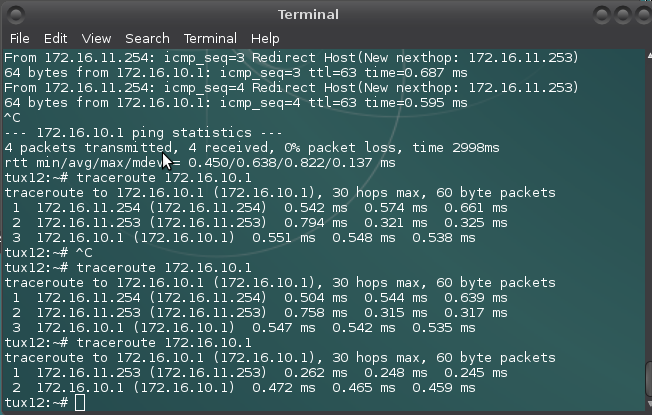 Terminal
File Edit View Search Terminal Help
From 172.16.11.254: icmp_seq=3 Redirect Host(New nexthop: 172.16.11.253)
64 bytes from 172.16.10.1: icmp_seq=3 ttl=63 time=0.687 ms
From 172.16.11.254: icmp_seq=4 Redirect Host(New nexthop: 172.16.11.253)
64 bytes from 172.16.10.1: icmp_seq=4 ttl=63 time=0.595 ms
^C
--- 172.16.10.1 ping statistics ---
4 packets transmitted, 4 received, 0% packet loss, time 2998ms
rtt min/avg/max/mdev = 0.450/0.638/0.822/0.137 ms
tux12:~# traceroute 172.16.10.1
traceroute to 172.16.10.1 (172.16.10.1), 30 hops max, 60 byte packets
 1  172.16.11.254 (172.16.11.254)  0.542 ms  0.574 ms  0.661 ms
 2  172.16.11.253 (172.16.11.253)  0.794 ms  0.321 ms  0.325 ms
 3  172.16.10.1 (172.16.10.1)  0.551 ms  0.548 ms  0.538 ms
tux12:~# ^C
tux12:~# traceroute 172.16.10.1
traceroute to 172.16.10.1 (172.16.10.1), 30 hops max, 60 byte packets
 1  172.16.11.254 (172.16.11.254)  0.504 ms  0.544 ms  0.639 ms
 2  172.16.11.253 (172.16.11.253)  0.758 ms  0.315 ms  0.317 ms
 3  172.16.10.1 (172.16.10.1)  0.547 ms  0.542 ms  0.535 ms
tux12:~# traceroute 172.16.10.1
traceroute to 172.16.10.1 (172.16.10.1), 30 hops max, 60 byte packets
 1  172.16.11.253 (172.16.11.253)  0.262 ms  0.248 ms  0.245 ms
 2  172.16.10.1 (172.16.10.1)  0.472 ms  0.465 ms  0.459 ms
tux12:~#